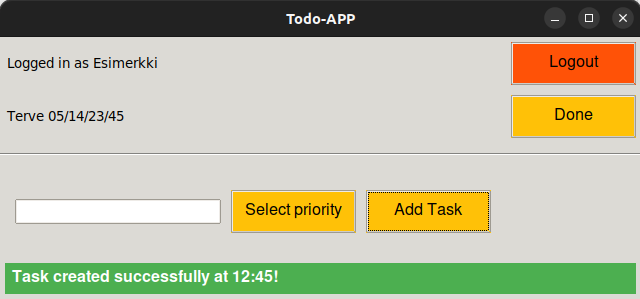 Todo-APP
Logged in as Esimerkki
Logout
Terve 05/14/23/45
Done
Select priority
Add Task
Task created successfully at 12:45!